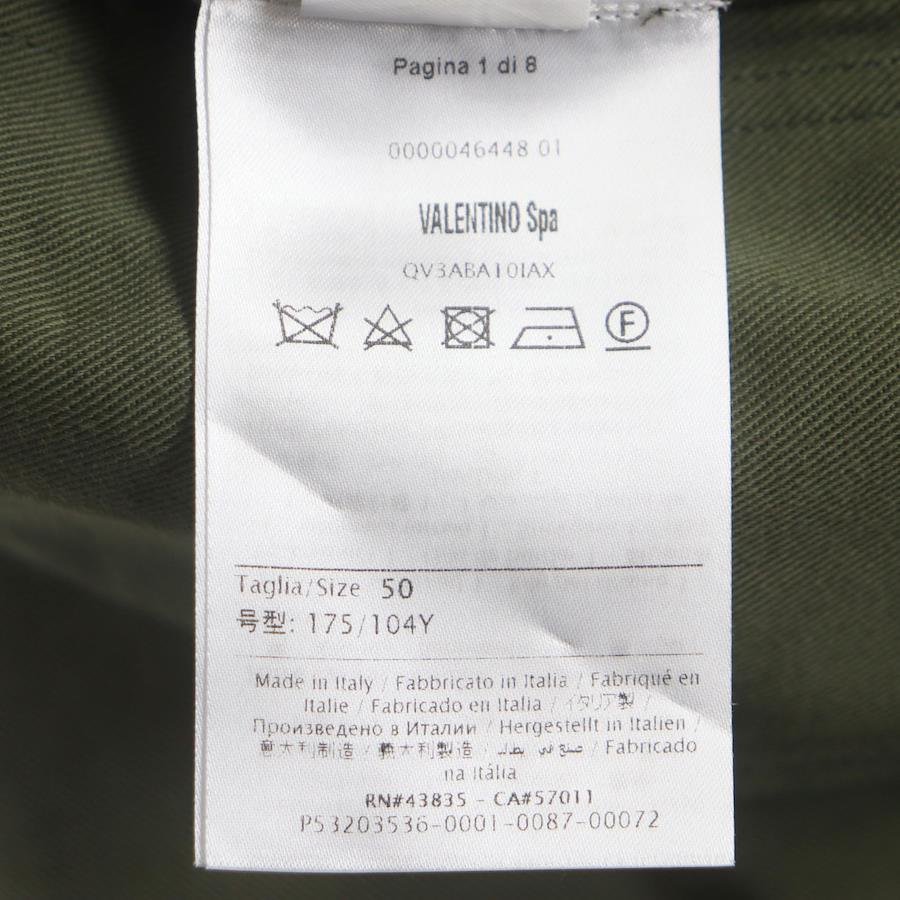 Pagina 1 di 8
0000046448 01
VALENTINO Spa
QV3ABA10IAX
F
Taglia/Size 50
号型: 175/104Y
Made in Italy / Fabbricato in Italia / Fabriqué en
Italie / Fabricado en Italia / イタリア製 /
Произведено в Италии / Hergestellt in Italien /
意大利制造 / 義大利製造 / صنع في إيطاليا / Fabricado
na Itália
RN#43835 - CA#57011
P53203536-0001-0087-00072